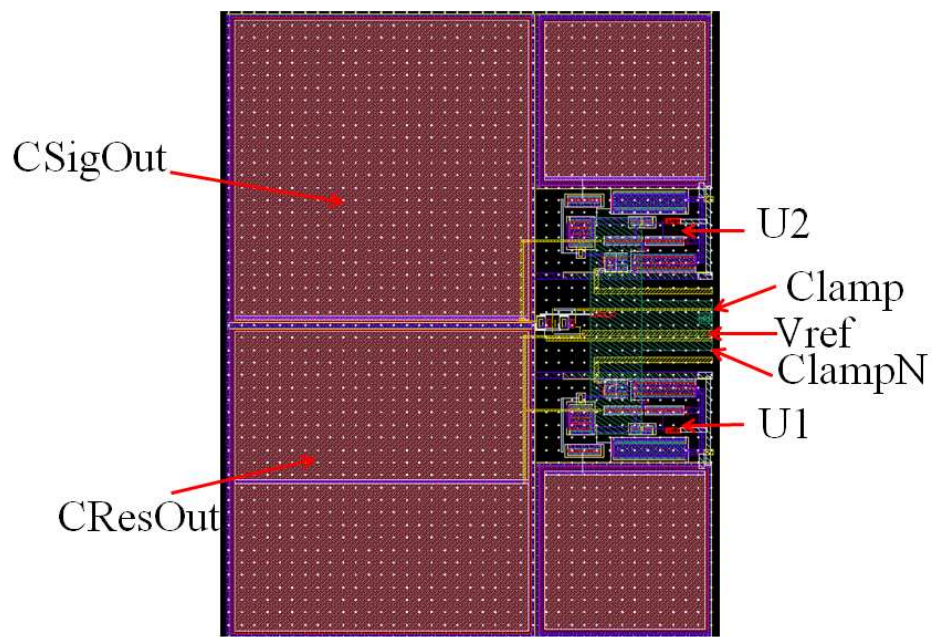 CSigOut
U2
Clamp
Vref
ClampN
U1
CResOut